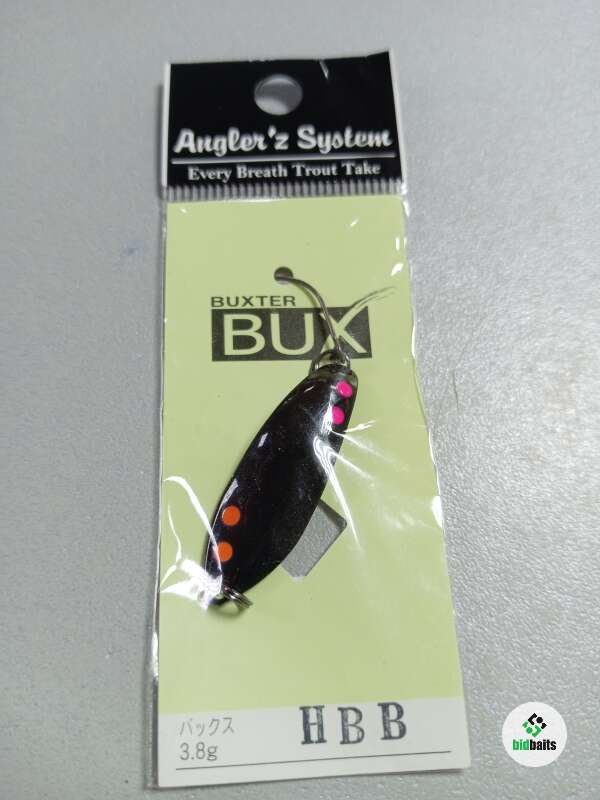 Angler'z System
Every Breath Trout Take
BUXTER
BUX
バックス
3.8g
HBB
bidbaits